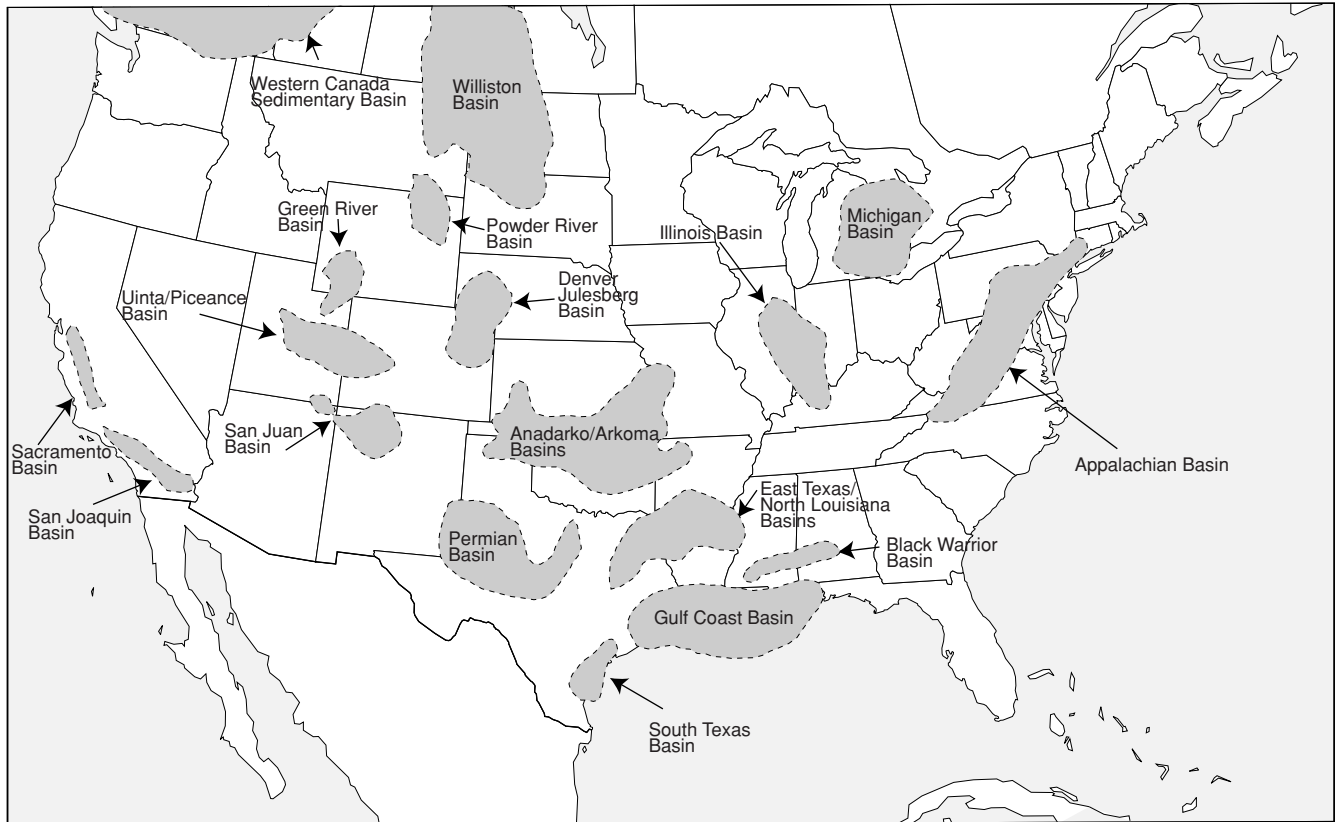 Western Canada
Sedimentary Basin
Williston
Basin
Green River
Basin
Powder River
Basin
Illinois Basin
Michigan
Basin
Uinta/Piceance
Basin
Denver
Julesberg
Basin
Sacramento
Basin
San Juan
Basin
Anadarko/Arkoma
Basins
Appalachian Basin
San Joaquin
Basin
East Texas/
North Louisiana
Basins
Permian
Basin
Black Warrior
Basin
Gulf Coast Basin
South Texas
Basin